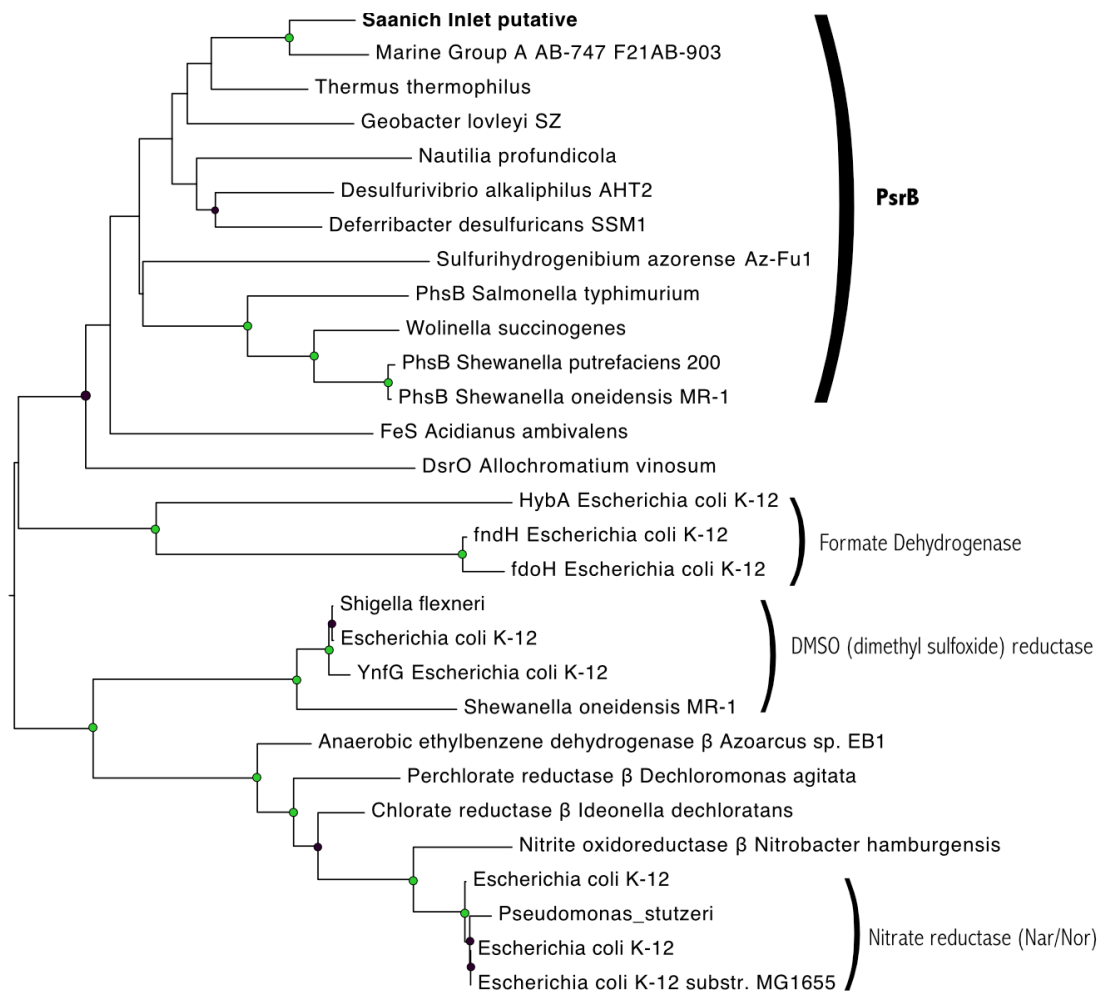 Saanich Inlet putative
Marine Group A AB-747 F21AB-903
Thermus thermophilus
Geobacter lovleyi SZ
Nautilia profundicola
Desulfurivibrio alkaliphilus AHT2
PsrB
Deferribacter desulfuricans SSM1
Sulfurihydrogenibium azorense Az-Fu1
PhsB Salmonella typhimurium
Wolinella succinogenes
PhsB Shewanella putrefaciens 200
PhsB Shewanella oneidensis MR-1
FeS Acidianus ambivalens
DsrO Allochromatium vinosum
HybA Escherichia coli K-12
fndH Escherichia coli K-12
Formate Dehydrogenase
fdoH Escherichia coli K-12
Shigella flexneri
Escherichia coli K-12
DMSO (dimethyl sulfoxide) reductase
YnfG Escherichia coli K-12
Shewanella oneidensis MR-1
Anaerobic ethylbenzene dehydrogenase β Azoarcus sp. EB1
Perchlorate reductase β Dechloromonas agitata
Chlorate reductase β Ideonella dechloratans
Nitrite oxidoreductase β Nitrobacter hamburgensis
Escherichia coli K-12
Pseudomonas_stutzeri
Nitrate reductase (Nar/Nor)
Escherichia coli K-12
Escherichia coli K-12 substr. MG1655